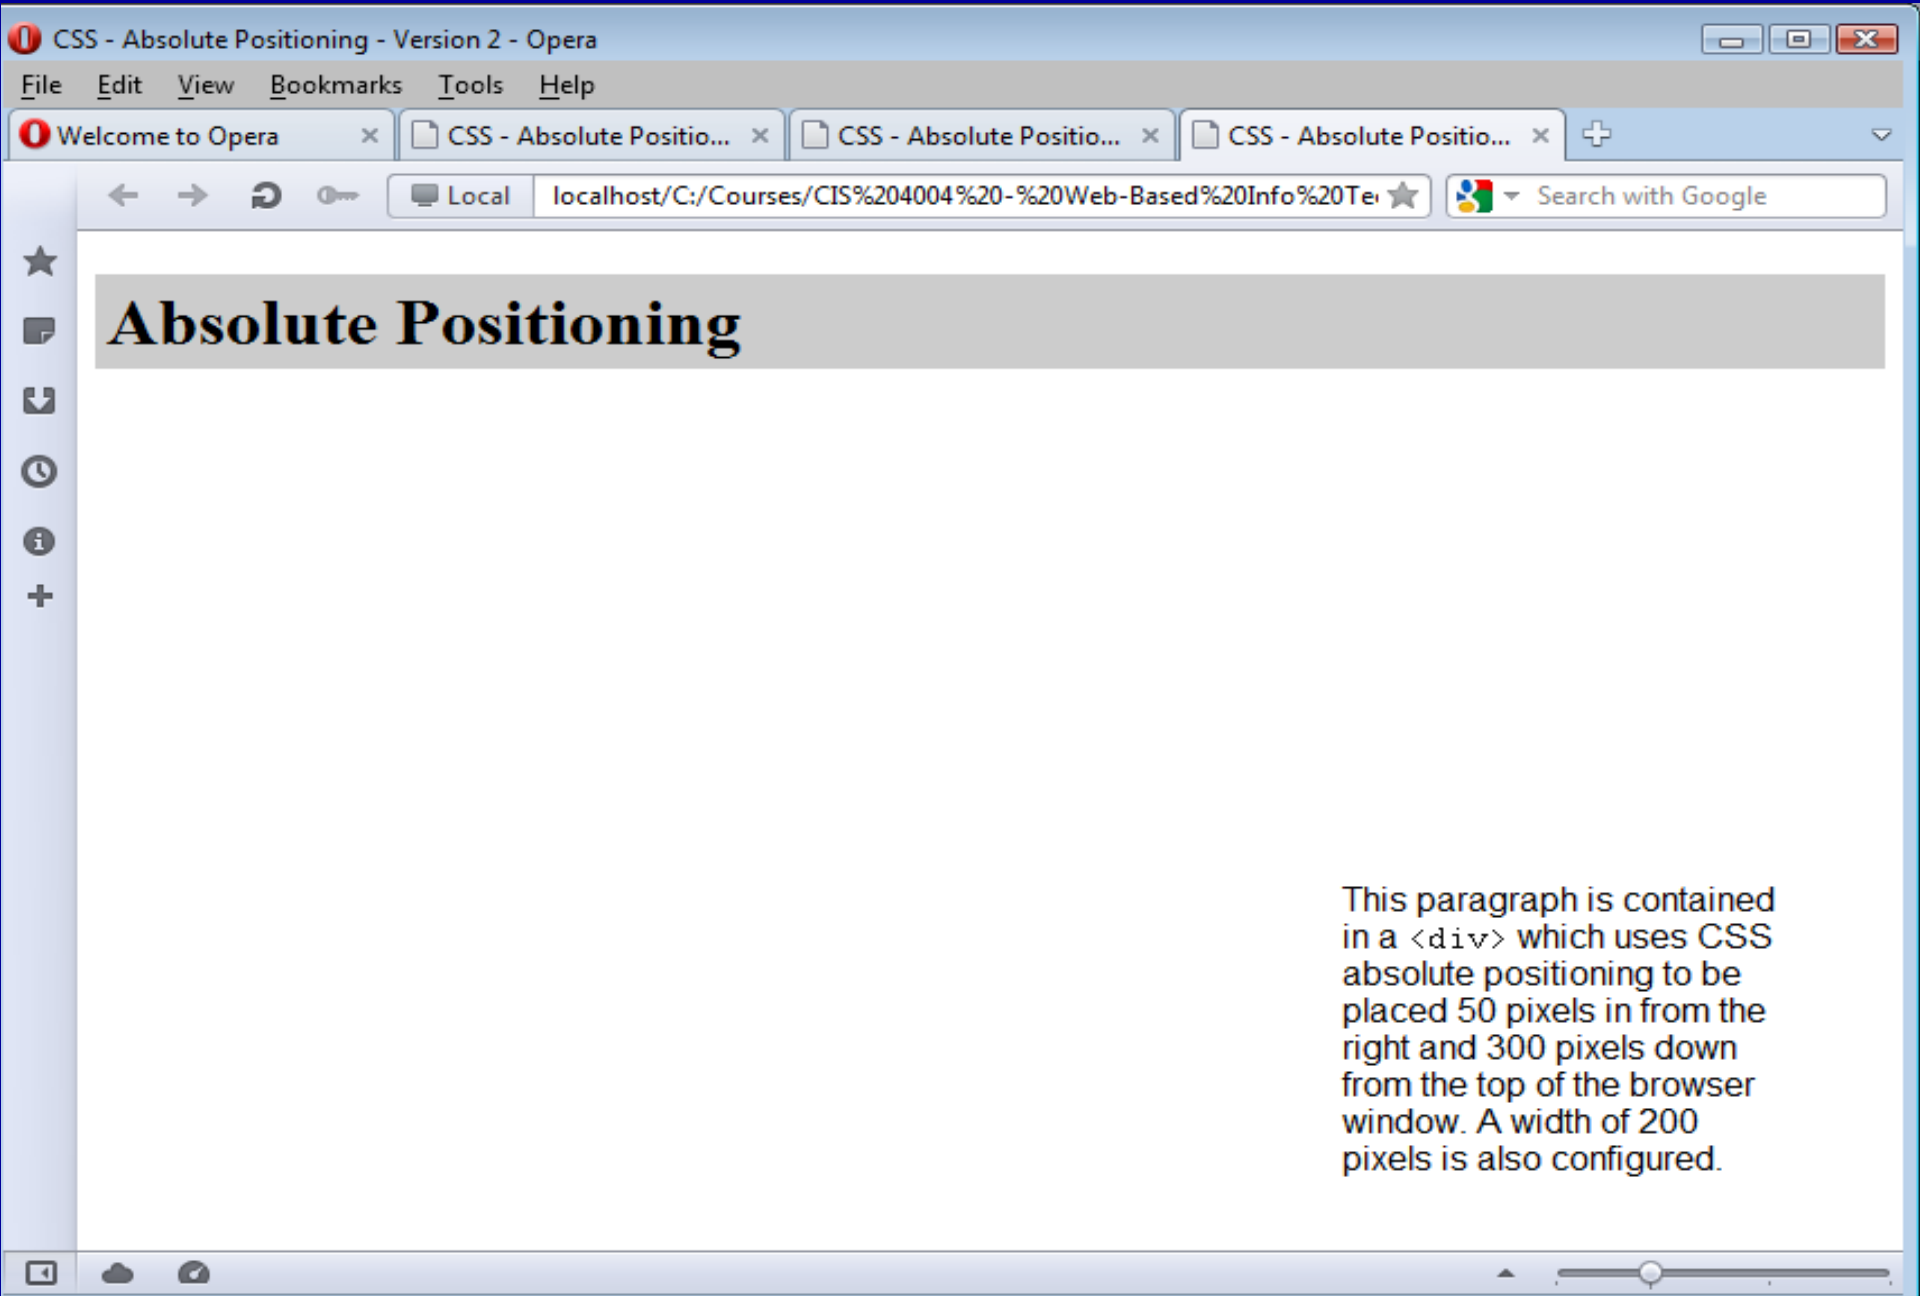 CSS - Absolute Positioning - Version 2 - Opera
File Edit View Bookmarks Tools Help
Welcome to Opera CSS - Absolute Positio... CSS - Absolute Positio... CSS - Absolute Positio...
Local localhost/C:/Courses/CIS%204004%20-%20Web-Based%20Info%20Te Search with Google
Absolute Positioning
This paragraph is contained
in a <div> which uses CSS
absolute positioning to be
placed 50 pixels in from the
right and 300 pixels down
from the top of the browser
window. A width of 200
pixels is also configured.